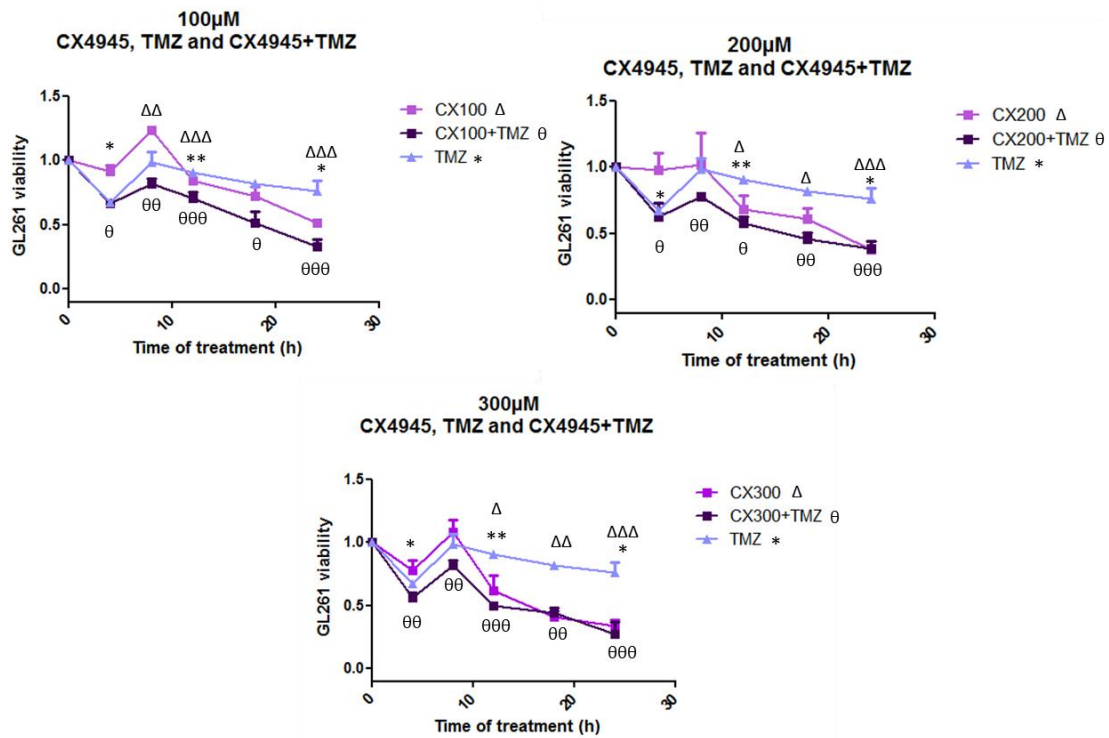 100µM
CX4945, TMZ and CX4945+TMZ
GL261 viability
1.5
1.0
0.5
0.0
0
10
20
30
Time of treatment (h)
CX100 Δ
CX100+TMZ θ
TMZ *
*
ΔΔ
ΔΔΔ
**
ΔΔΔ
*
θ
θθ
θθθ
θ
θθθ
200µM
CX4945, TMZ and CX4945+TMZ
GL261 viability
1.5
1.0
0.5
0.0
0
10
20
30
Time of treatment (h)
CX200 Δ
CX200+TMZ θ
TMZ *
*
Δ
**
Δ
ΔΔΔ
*
θ
θθ
θ
θθ
θθθ
300µM
CX4945, TMZ and CX4945+TMZ
GL261 viability
1.5
1.0
0.5
0.0
0
10
20
30
Time of treatment (h)
CX300 Δ
CX300+TMZ θ
TMZ *
*
Δ
**
ΔΔ
ΔΔΔ
*
θθ
θθ
θθθ
θθ
θθθ